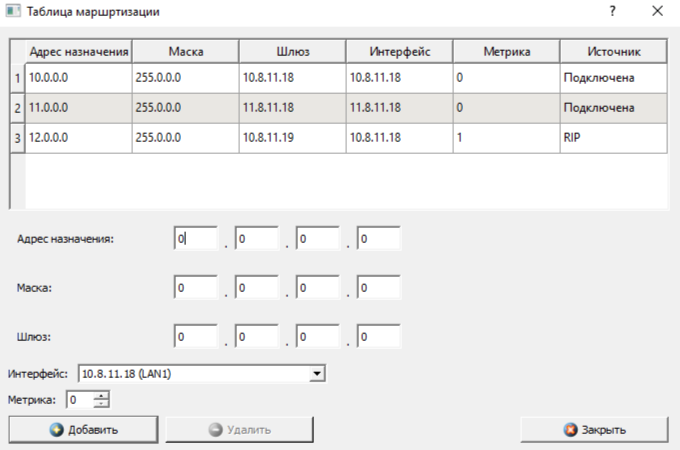 Таблица маршртизации ?
Адрес назначения Маска Шлюз Интерфейс Метрика Источник
1 10.0.0.0 255.0.0.0 10.8.11.18 10.8.11.18 0 Подключена
2 11.0.0.0 255.0.0.0 11.8.11.18 11.8.11.18 0 Подключена
3 12.0.0.0 255.0.0.0 10.8.11.19 10.8.11.18 1 RIP
Адрес назначения: 0 . 0 . 0 . 0
Маска: 0 . 0 . 0 . 0
Шлюз: 0 . 0 . 0 . 0
Интерфейс: 10.8.11.18 (LAN1)
Метрика: 0
Добавить Удалить Закрыть